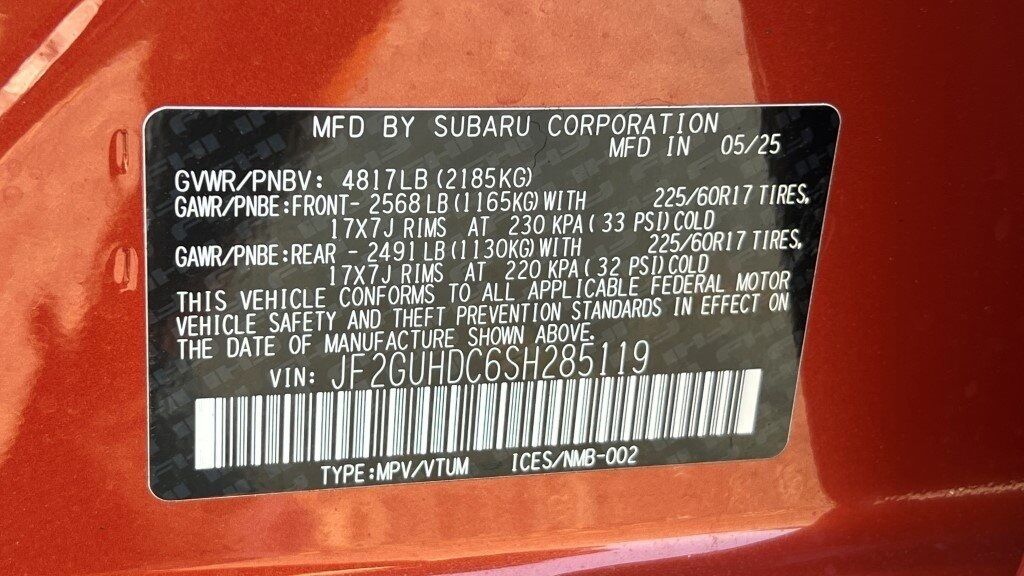 MFD BY SUBARU CORPORATION
MFD IN 05/25
GVWR/PNBV: 4817LB (2185KG)
GAWR/PNBE:FRONT- 2568 LB (1165KG) WITH 225/60R17 TIRES,
17X7J RIMS AT 230 KPA ( 33 PSI) COLD
GAWR/PNBE:REAR - 2491 LB (1130KG) WITH 225/60R17 TIRES,
17X7J RIMS AT 220 KPA ( 32 PSI) COLD
THIS VEHICLE CONFORMS TO ALL APPLICABLE FEDERAL MOTOR
VEHICLE SAFETY AND THEFT PREVENTION STANDARDS IN EFFECT ON
THE DATE OF MANUFACTURE SHOWN ABOVE.
VIN: JF2GUHDC6SH285119
TYPE:MPV/VTUM ICES/NMB-002